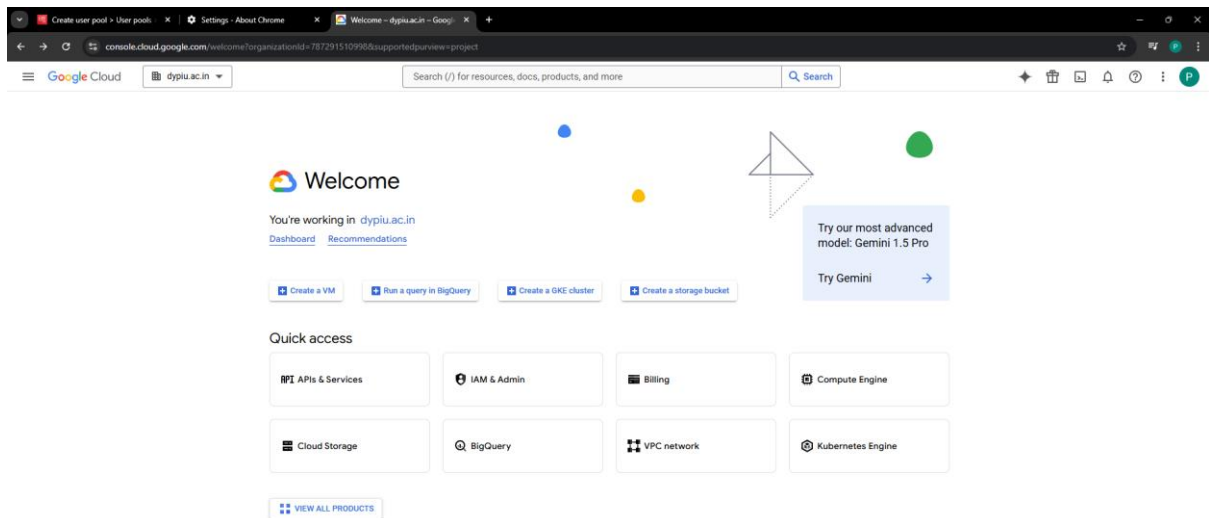 Create user pool > User pools
Settings - About Chrome
Welcome – dypiu.ac.in – Googl
console.cloud.google.com/welcome?organizationId=787291510998&supportedpurview=project
P
Google Cloud
dypiu.ac.in
Search (/) for resources, docs, products, and more
Search
P
Welcome
You're working in dypiu.ac.in
Dashboard Recommendations
Try our most advanced
model: Gemini 1.5 Pro
Try Gemini
Create a VM
Run a query in BigQuery
Create a GKE cluster
Create a storage bucket
Quick access
API APIs & Services
IAM & Admin
Billing
Compute Engine
Cloud Storage
BigQuery
VPC network
Kubernetes Engine
VIEW ALL PRODUCTS